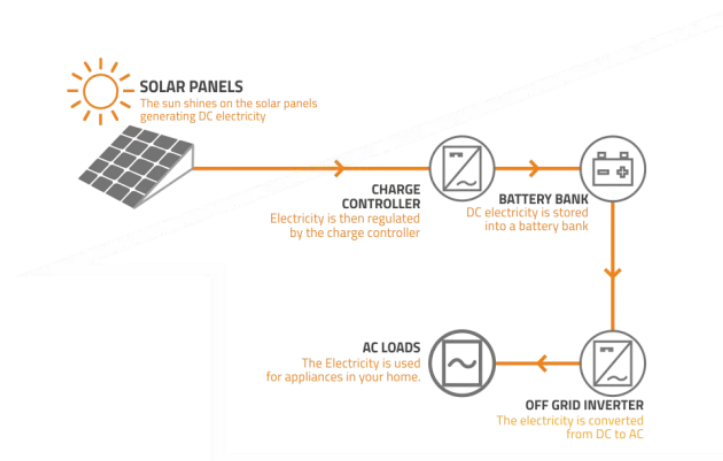 SOLAR PANELS
The sun shines on the solar panels
generating DC electricity
CHARGE
CONTROLLER
Electricity is then regulated
by the charge controller
BATTERY BANK
DC electricity is stored
into a battery bank
AC LOADS
The Electricity is used
for appliances in your home.
OFF GRID INVERTER
The electricity is converted
from DC to AC